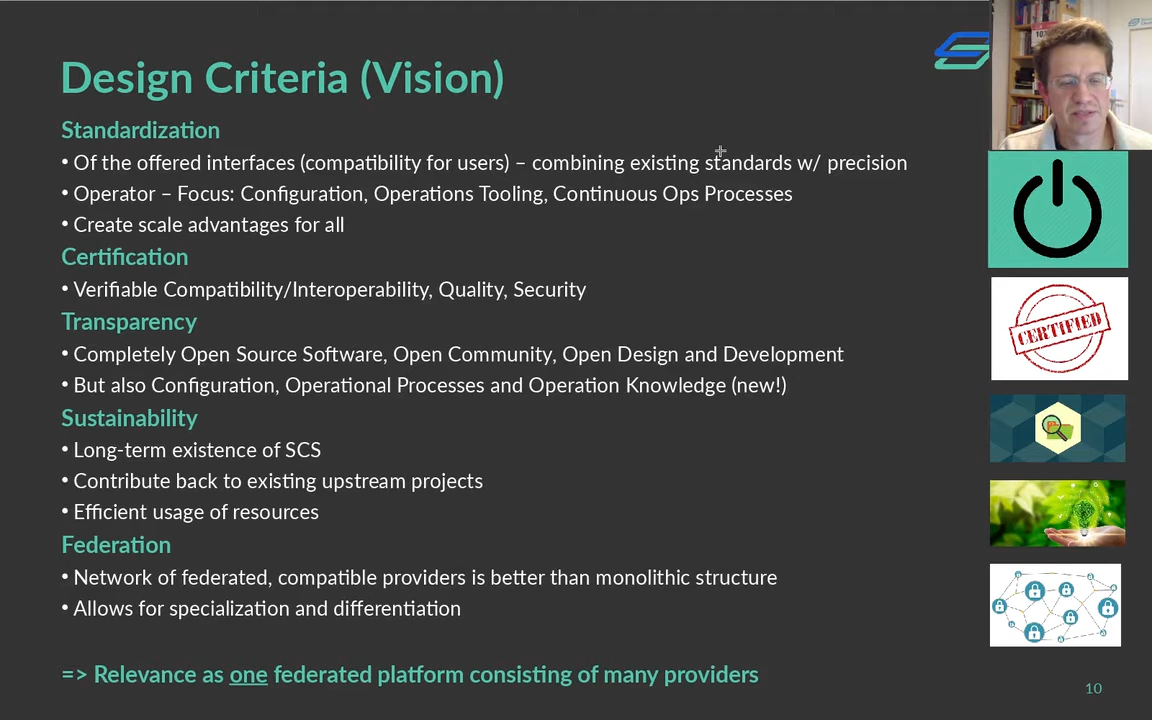 Design Criteria (Vision)
Standardization
• Of the offered interfaces (compatibility for users) – combining existing standards w/ precision
• Operator – Focus: Configuration, Operations Tooling, Continuous Ops Processes
• Create scale advantages for all
Certification
• Verifiable Compatibility/Interoperability, Quality, Security
CERTIFIED
Transparency
• Completely Open Source Software, Open Community, Open Design and Development
• But also Configuration, Operational Processes and Operation Knowledge (new!)
Sustainability
• Long-term existence of SCS
• Contribute back to existing upstream projects
• Efficient usage of resources
Federation
• Network of federated, compatible providers is better than monolithic structure
• Allows for specialization and differentiation
=> Relevance as one federated platform consisting of many providers
10